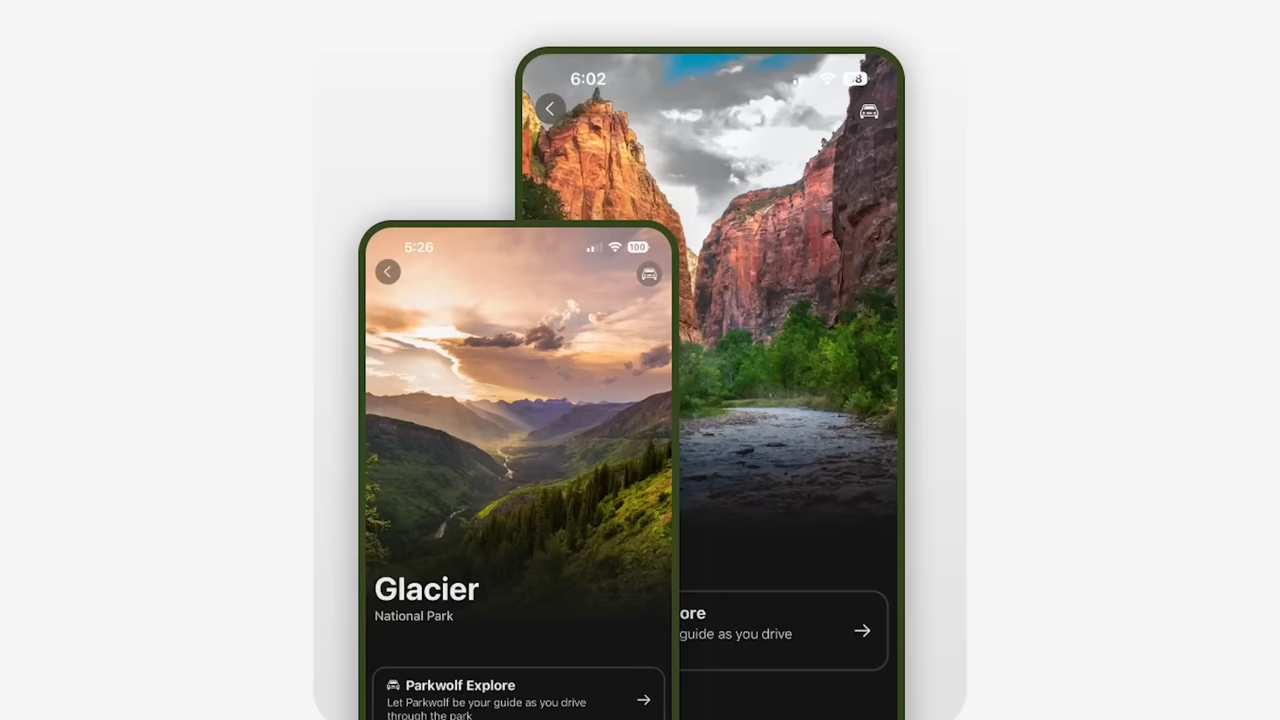 6:02
5:26
100
Glacier
National Park
ore
guide as you drive
Parkwolf Explore
Let Parkwolf be your guide as you drive
through the park